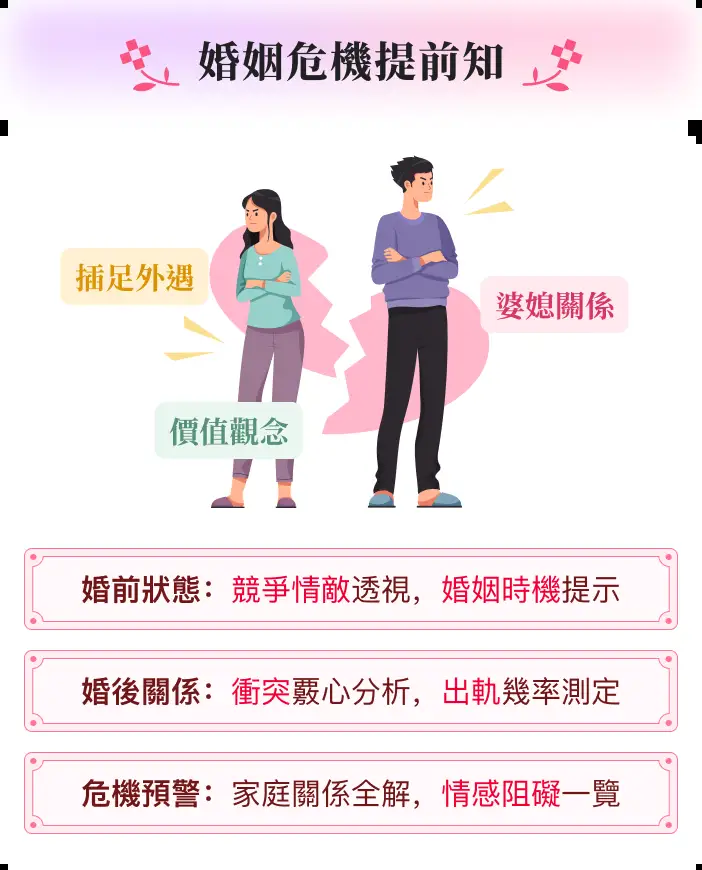 婚姻危機提前知
插足外遇
婆媳關係
價值觀念
婚前狀態：競爭情敵透視，婚姻時機提示
婚後關係：衝突覈心分析，出軌幾率測定
危機預警：家庭關係全解，情感阻礙一覽